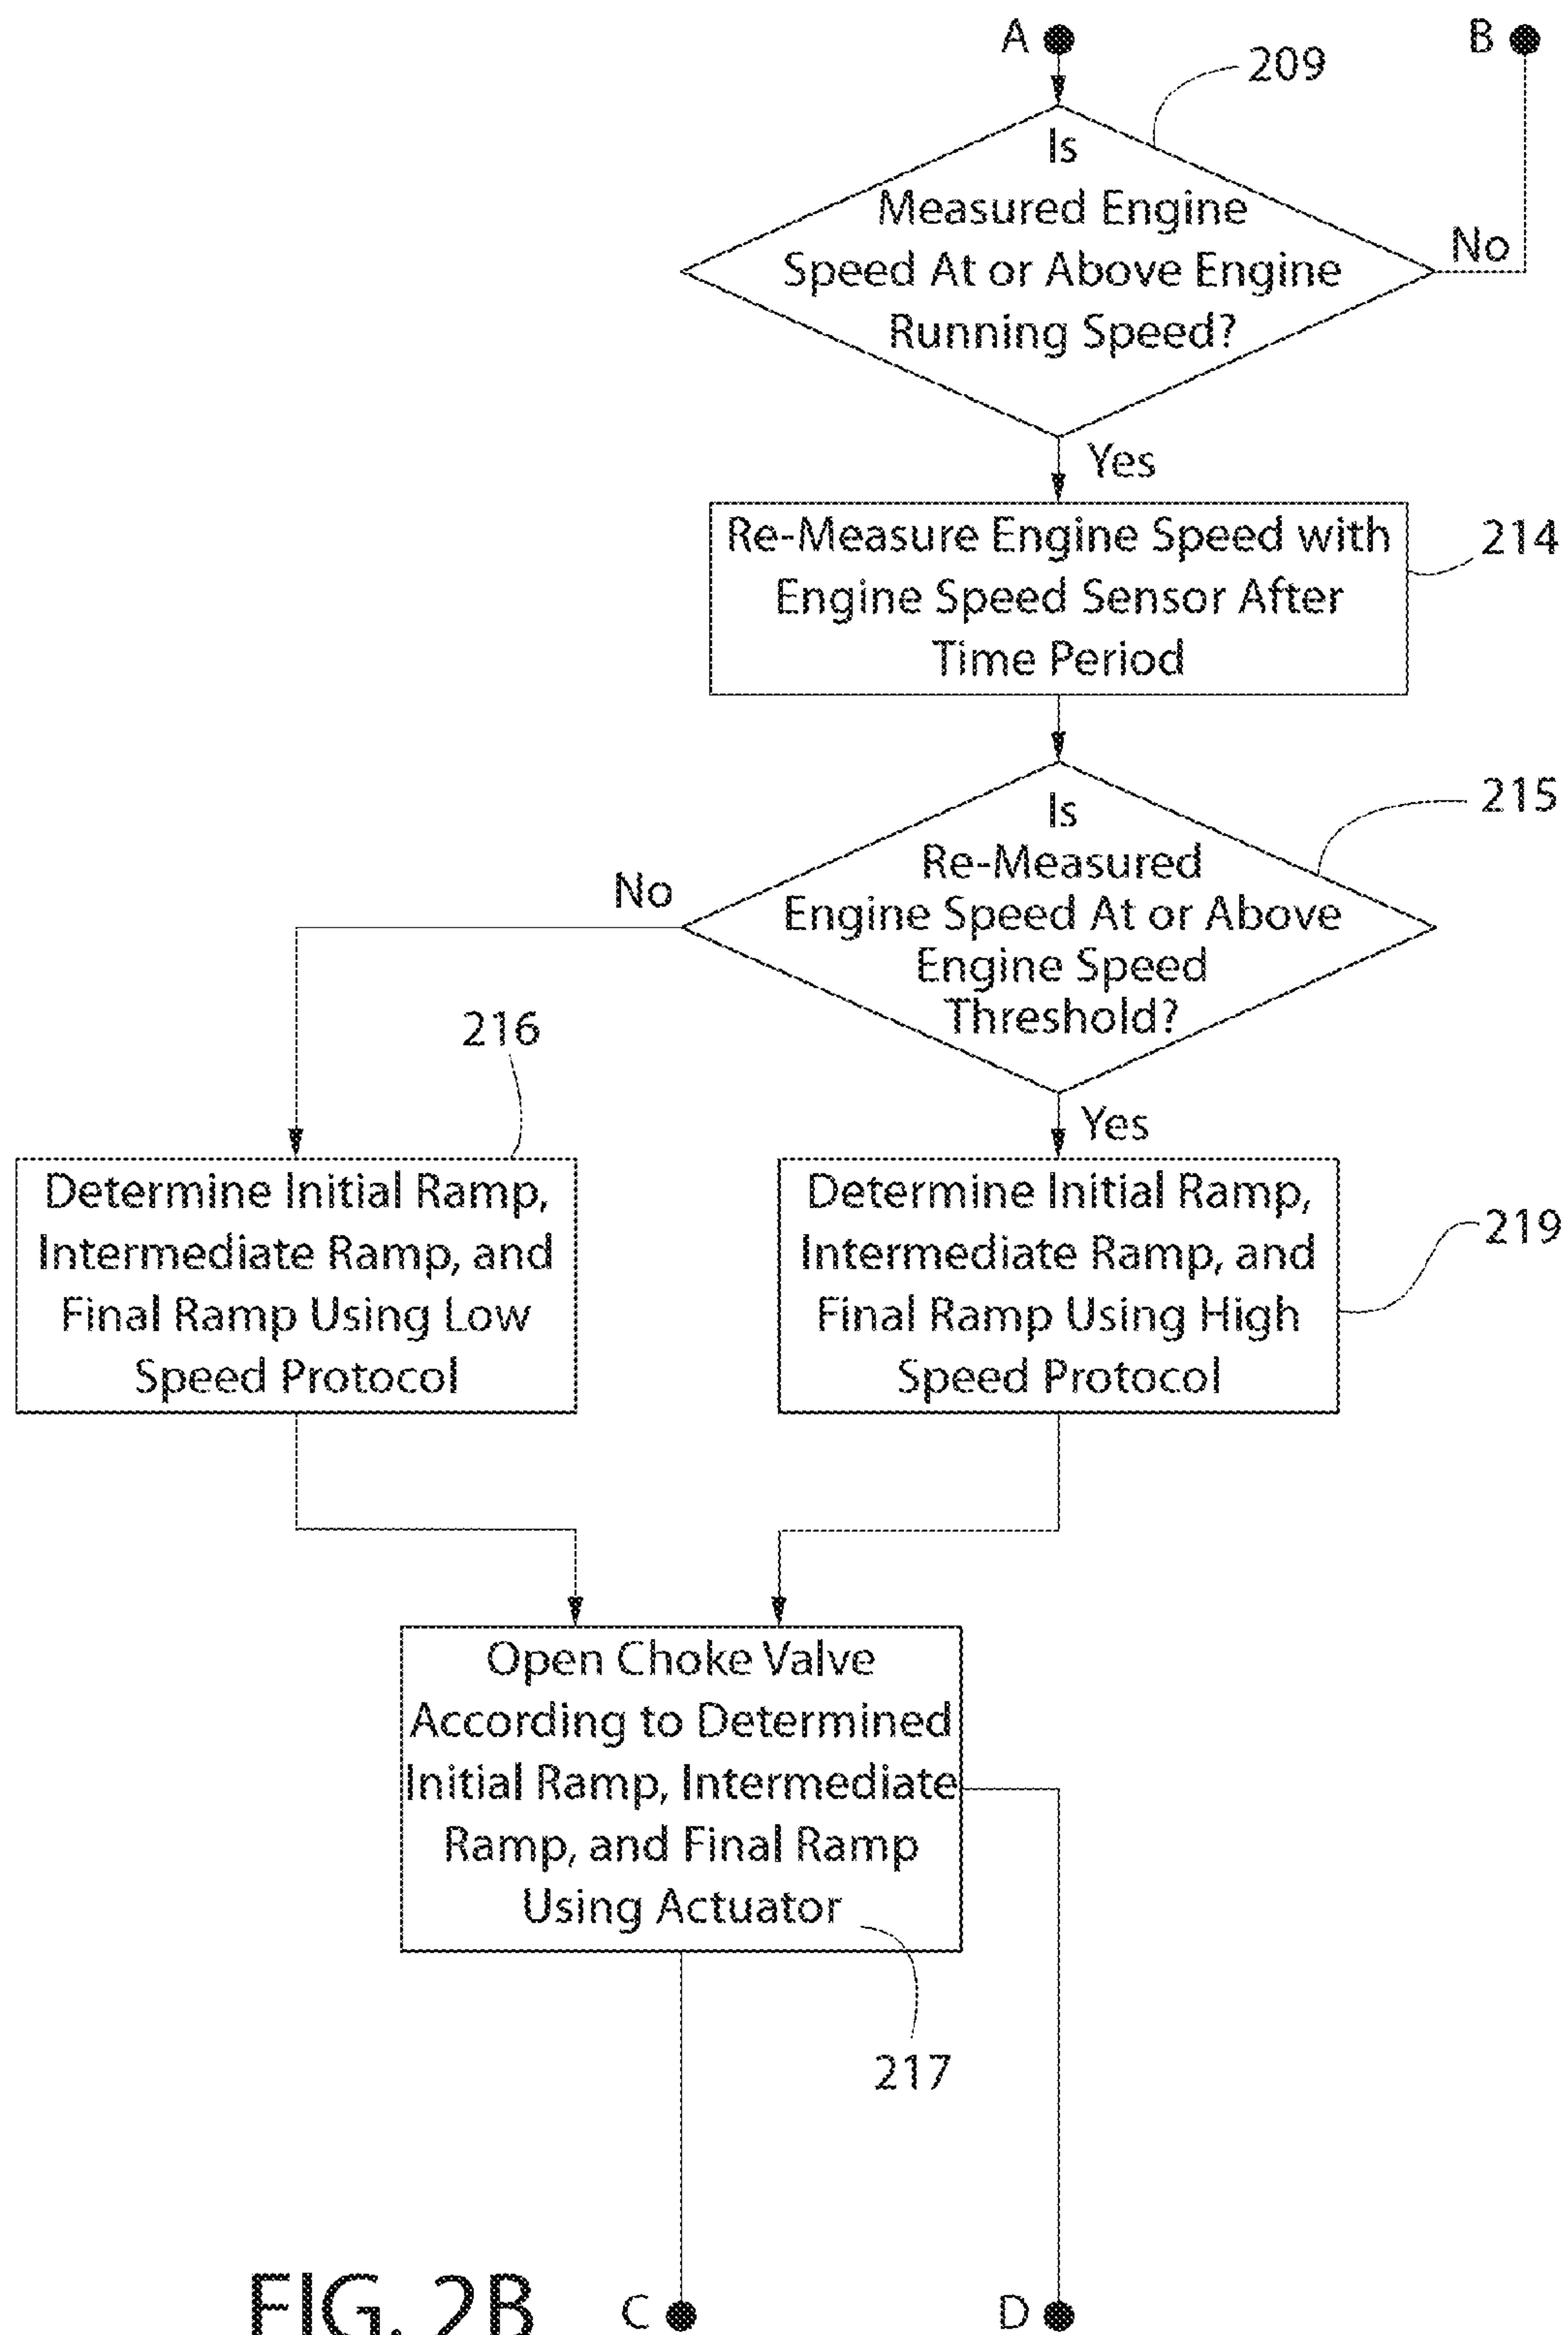 A
B
209
Is
Measured Engine
Speed At or Above Engine
Running Speed?
No
Yes
Re-Measure Engine Speed with
Engine Speed Sensor After
Time Period
214
215
Is
Re-Measured
Engine Speed At or Above
Engine Speed
Threshold?
No
216
Yes
Determine Initial Ramp,
Intermediate Ramp, and
Final Ramp Using Low
Speed Protocol
Determine Initial Ramp,
Intermediate Ramp, and
Final Ramp Using High
Speed Protocol
219
Open Choke Valve
According to Determined
Initial Ramp, Intermediate
Ramp, and Final Ramp
Using Actuator
217
FIG. 2B
C
D